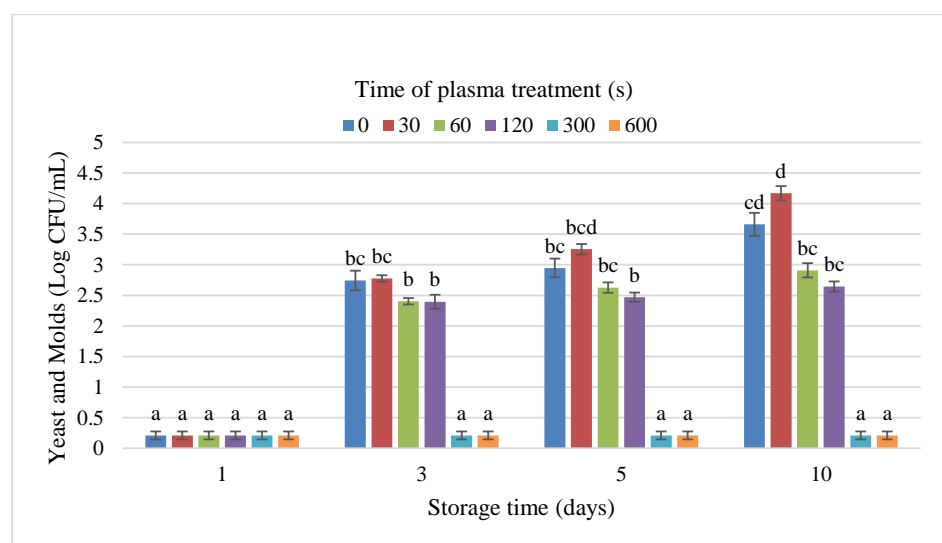 Time of plasma treatment (s)
0 30 60 120 300 600
Yeast and Molds (Log CFU/mL)
5
4.5
4
3.5
3
2.5
2
1.5
1
0.5
0
a a a a a a
bc bc b b a a
bc bcd bc b a a
cd d bc bc a a
1 3 5 10
Storage time (days)